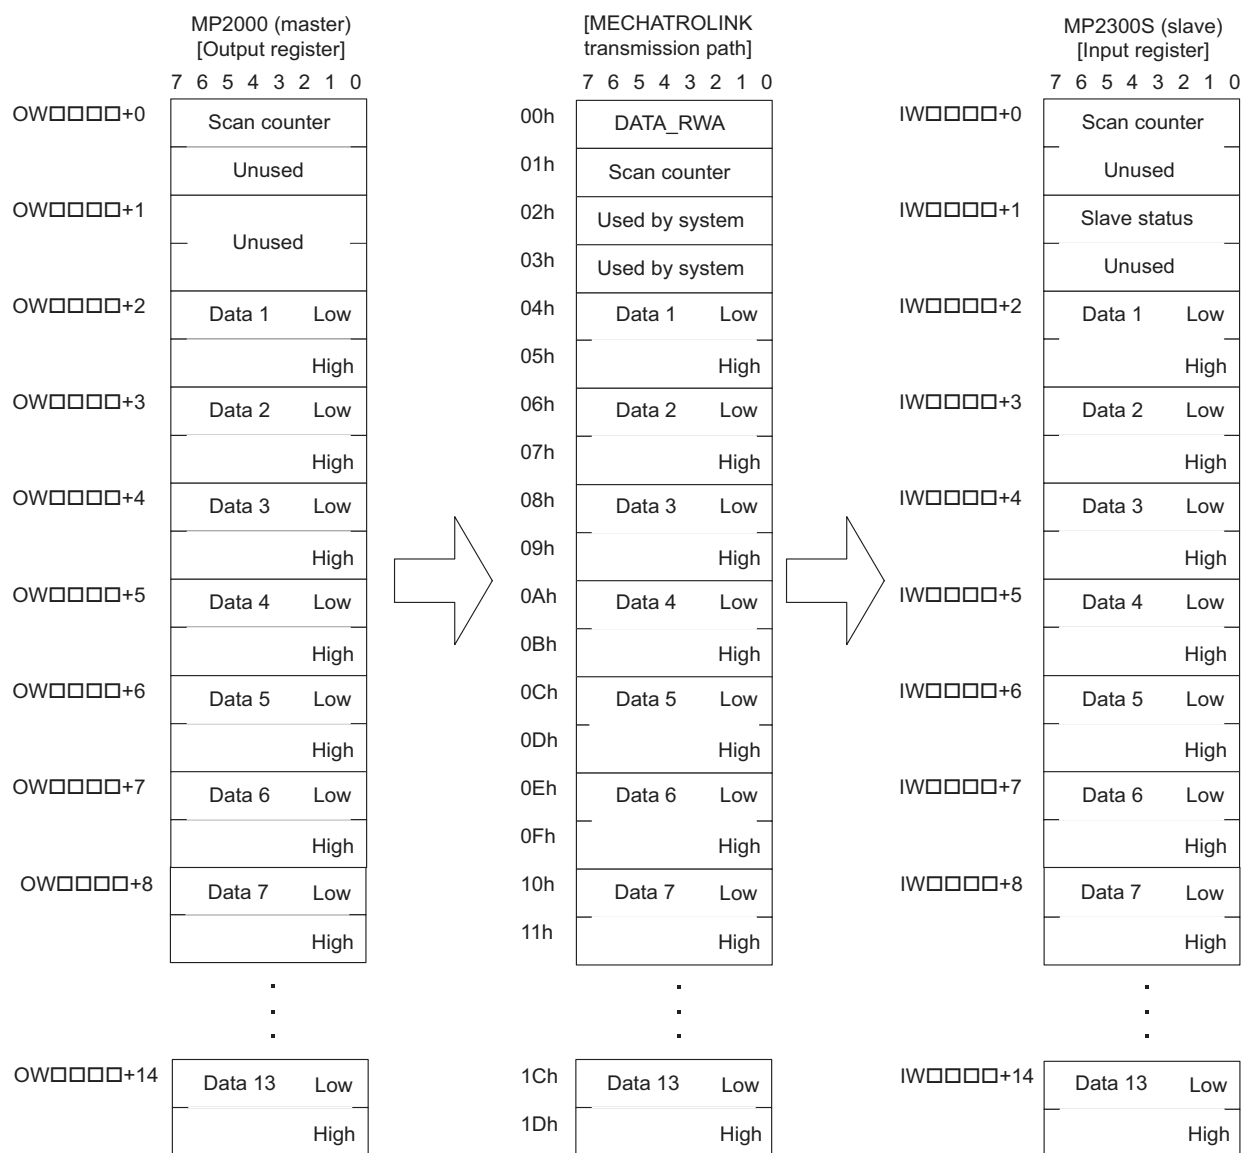 MP2000 (master)
[Output register]
7 6 5 4 3 2 1 0
OW□□□□+0
Scan counter
Unused
OW□□□□+1
Unused
OW□□□□+2
Data 1 Low
High
OW□□□□+3
Data 2 Low
High
OW□□□□+4
Data 3 Low
High
OW□□□□+5
Data 4 Low
High
OW□□□□+6
Data 5 Low
High
OW□□□□+7
Data 6 Low
High
OW□□□□+8
Data 7 Low
High
OW□□□□+14
Data 13 Low
High
[MECHATROLINK
transmission path]
7 6 5 4 3 2 1 0
00h DATA_RWA
01h Scan counter
02h Used by system
03h Used by system
04h Data 1 Low
05h High
06h Data 2 Low
07h High
08h Data 3 Low
09h High
0Ah Data 4 Low
0Bh High
0Ch Data 5 Low
0Dh High
0Eh Data 6 Low
0Fh High
10h Data 7 Low
11h High
1Ch Data 13 Low
1Dh High
MP2300S (slave)
[Input register]
7 6 5 4 3 2 1 0
IW□□□□+0
Scan counter
Unused
IW□□□□+1
Slave status
Unused
IW□□□□+2
Data 1 Low
High
IW□□□□+3
Data 2 Low
High
IW□□□□+4
Data 3 Low
High
IW□□□□+5
Data 4 Low
High
IW□□□□+6
Data 5 Low
High
IW□□□□+7
Data 6 Low
High
IW□□□□+8
Data 7 Low
High
IW□□□□+14
Data 13 Low
High